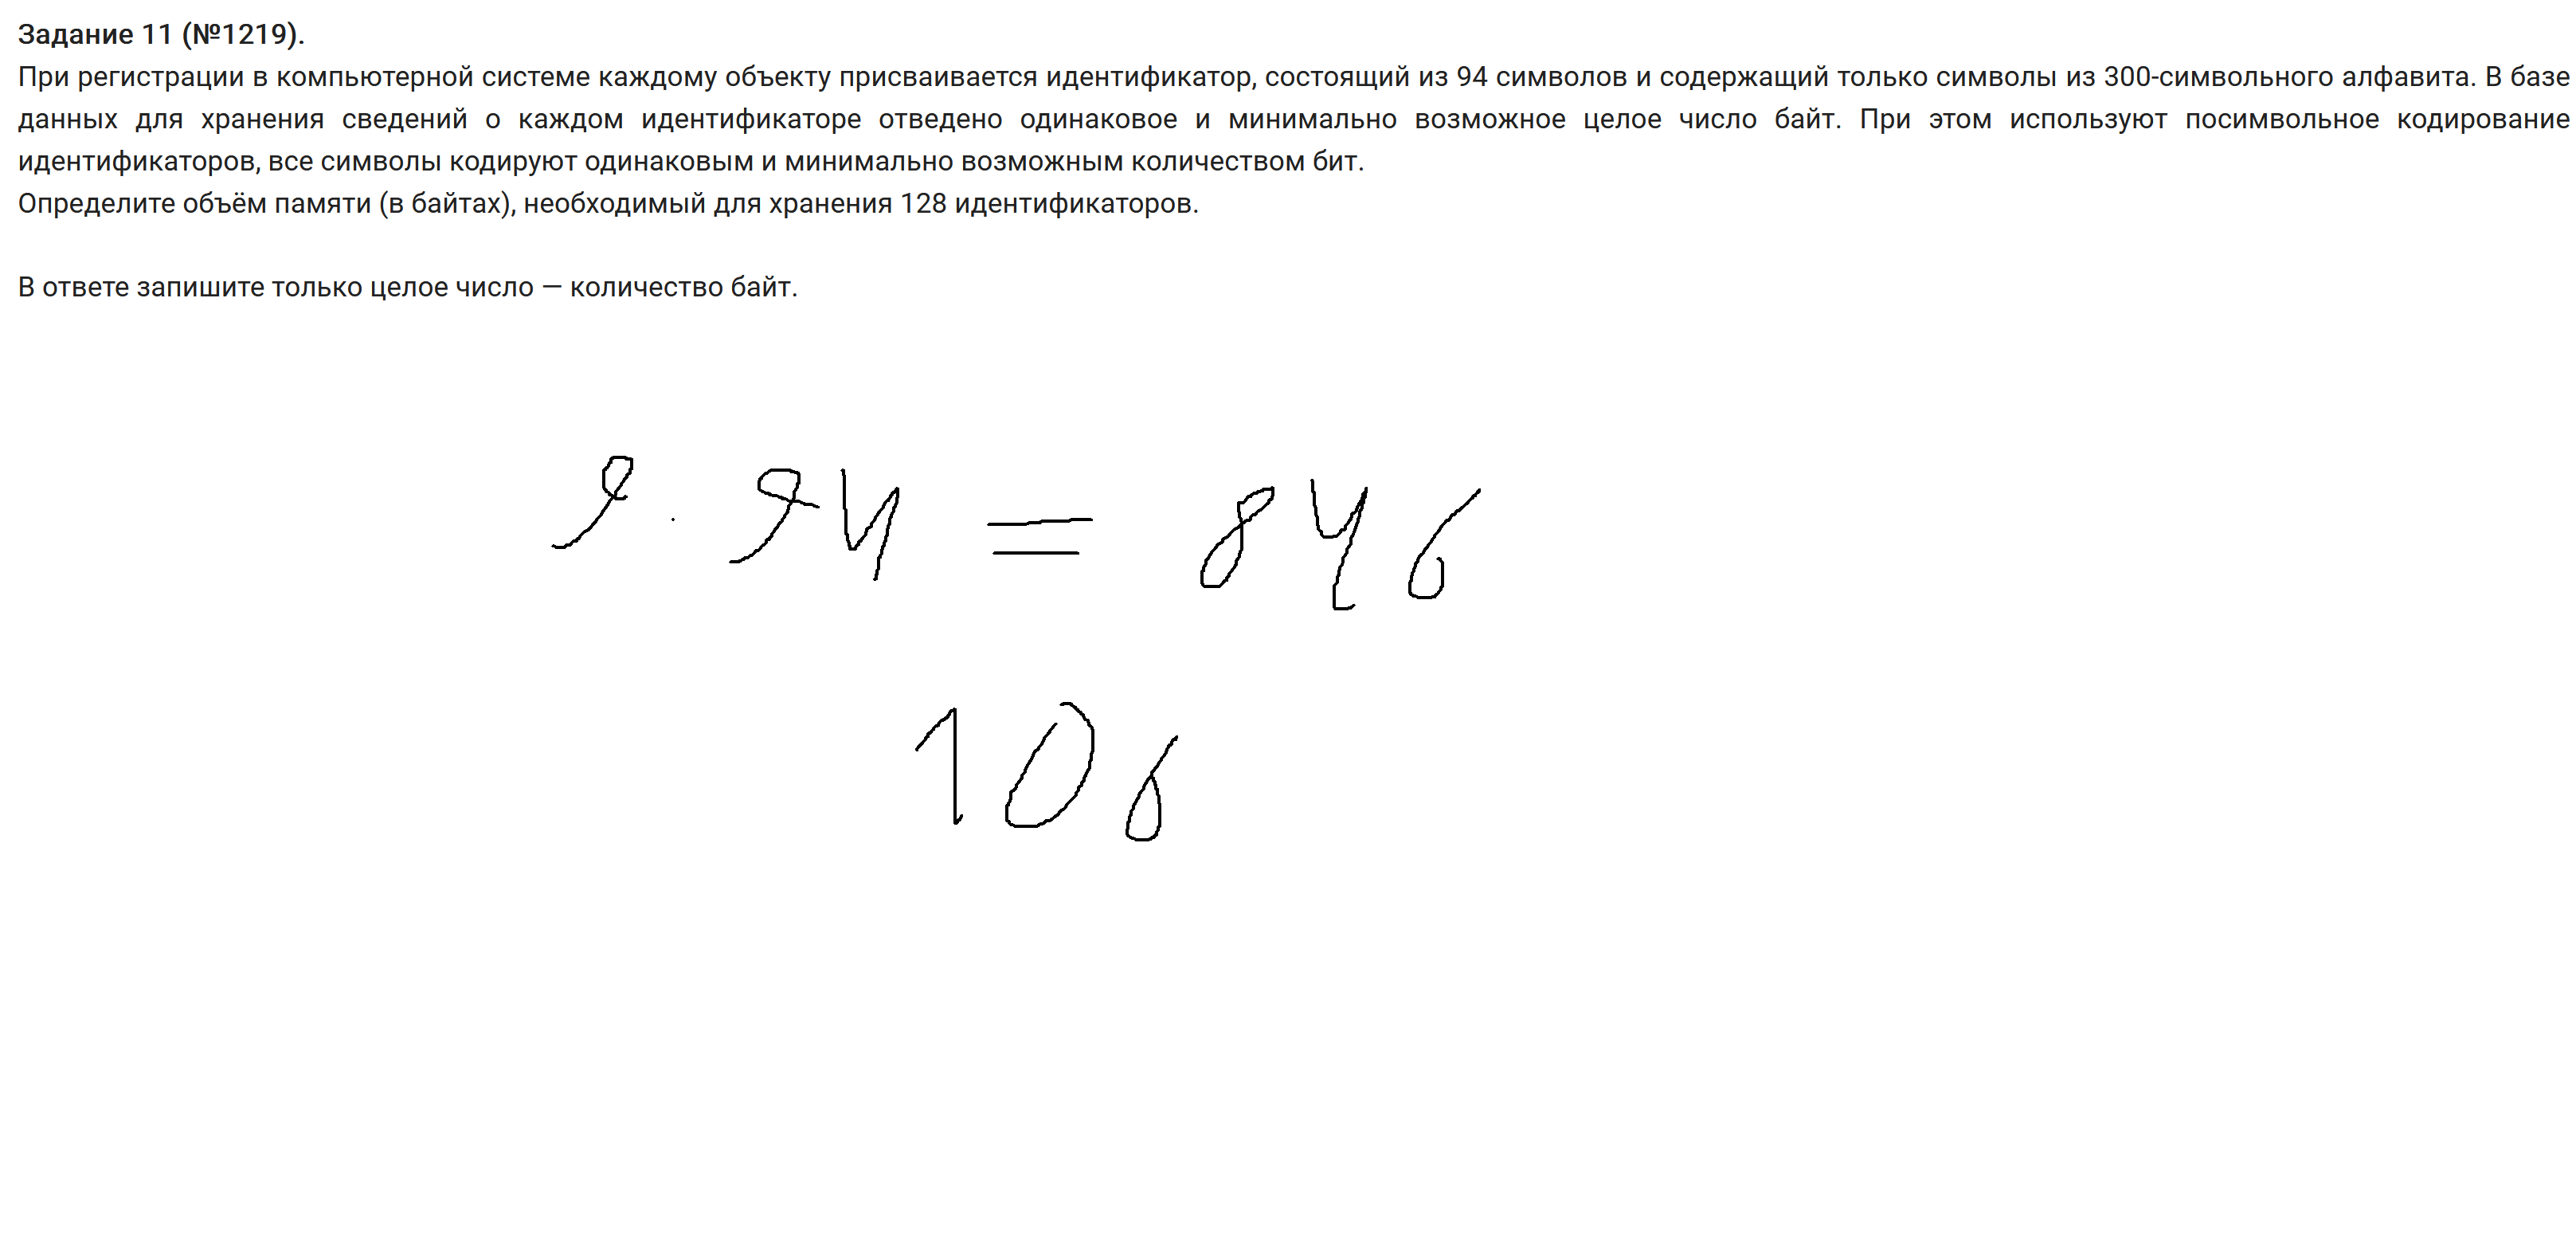 Задание 11 (№1219).
При регистрации в компьютерной системе каждому объекту присваивается идентификатор, состоящий из 94 символов и содержащий только символы из 300-символьного алфавита. В базе
данных для хранения сведений о каждом идентификаторе отведено одинаковое и минимально возможное целое число байт. При этом используют посимвольное кодирование
идентификаторов, все символы кодируют одинаковым и минимально возможным количеством бит.
Определите объём памяти (в байтах), необходимый для хранения 128 идентификаторов.
В ответе запишите только целое число — количество байт.
9 · 94 = 846
106